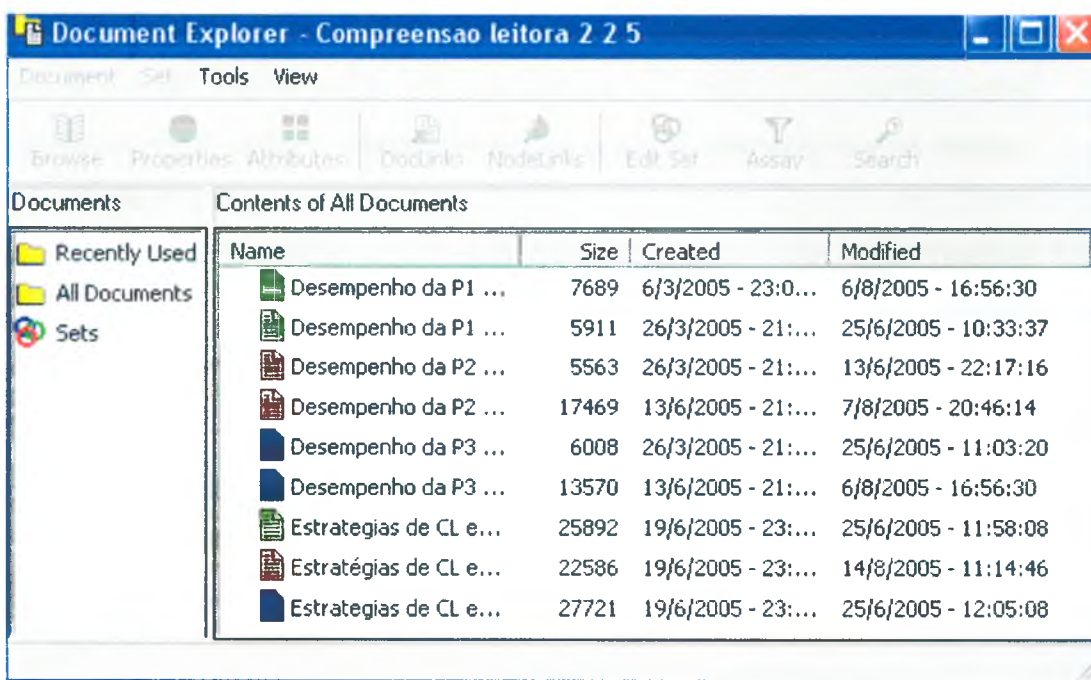 Document Explorer - Compreensao leitora 2 2 5
Document Set Tools View
Browse Properties Attributes DocLinks NodeLinks Edit Set Assay Search
Documents Contents of All Documents
Recently Used
All Documents
Sets
Name Size Created Modified
Desempenho da P1 ... 7689 6/3/2005 - 23:0... 6/8/2005 - 16:56:30
Desempenho da P1 ... 5911 26/3/2005 - 21:... 25/6/2005 - 10:33:37
Desempenho da P2 ... 5563 26/3/2005 - 21:... 13/6/2005 - 22:17:16
Desempenho da P2 ... 17469 13/6/2005 - 21:... 7/8/2005 - 20:46:14
Desempenho da P3 ... 6008 26/3/2005 - 21:... 25/6/2005 - 11:03:20
Desempenho da P3 ... 13570 13/6/2005 - 21:... 6/8/2005 - 16:56:30
Estrategias de CL e... 25892 19/6/2005 - 23:... 25/6/2005 - 11:58:08
Estratégias de CL e... 22586 19/6/2005 - 23:... 14/8/2005 - 11:14:46
Estrategias de CL e... 27721 19/6/2005 - 23:... 25/6/2005 - 12:05:08